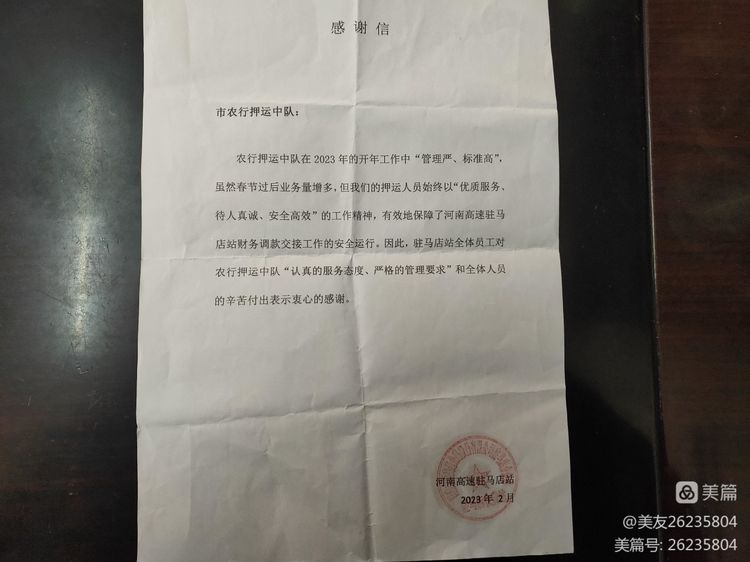 感谢信
市农行押运中队：
农行押运中队在 2023 年的开年工作中“管理严、标准高”，
虽然春节过后业务量增多，但我们的押运人员始终以“优质服务、
待人真诚、安全高效”的工作精神，有效地保障了河南高速驻马
店站财务调款交接工作的安全运行。因此，驻马店站全体员工对
农行押运中队“认真的服务态度、严格的管理要求”和全体人员
的辛苦付出表示衷心的感谢。
河南高速驻马店站
2023 年 2 月
美篇
@美友26235804
美篇号: 26235804